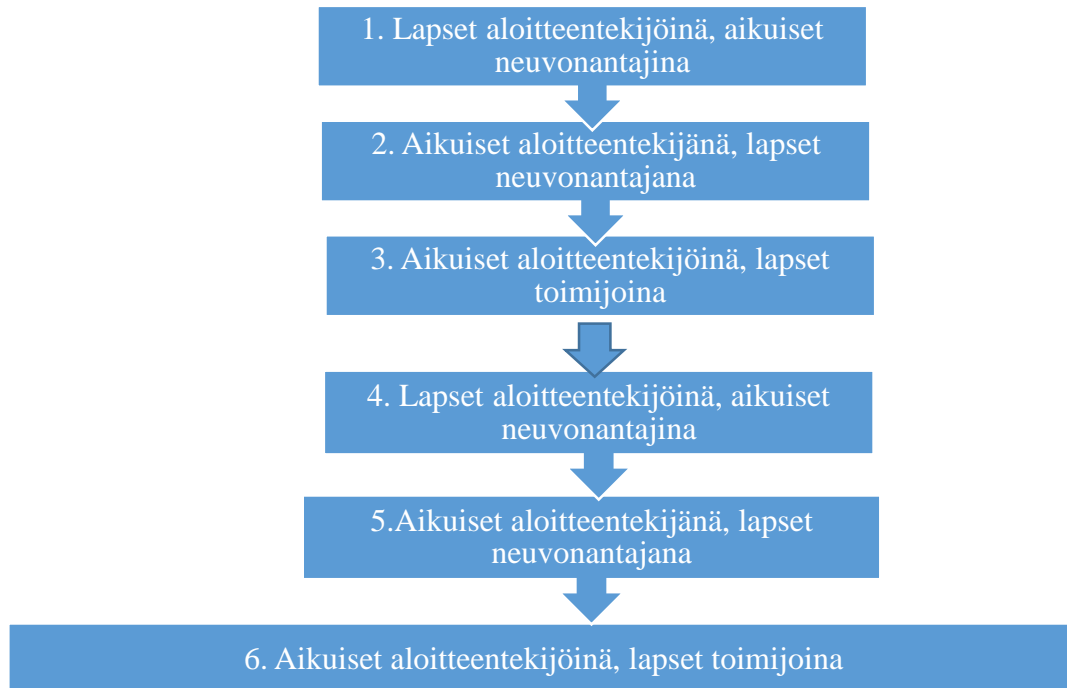 1. Lapset aloitteentekijöinä, aikuiset
neuvonantajina
2. Aikuiset aloitteentekijänä, lapset
neuvonantajana
3. Aikuiset aloitteentekijöinä, lapset
toimijoina
4. Lapset aloitteentekijöinä, aikuiset
neuvonantajina
5.Aikuiset aloitteentekijänä, lapset
neuvonantajana
6. Aikuiset aloitteentekijöinä, lapset toimijoina